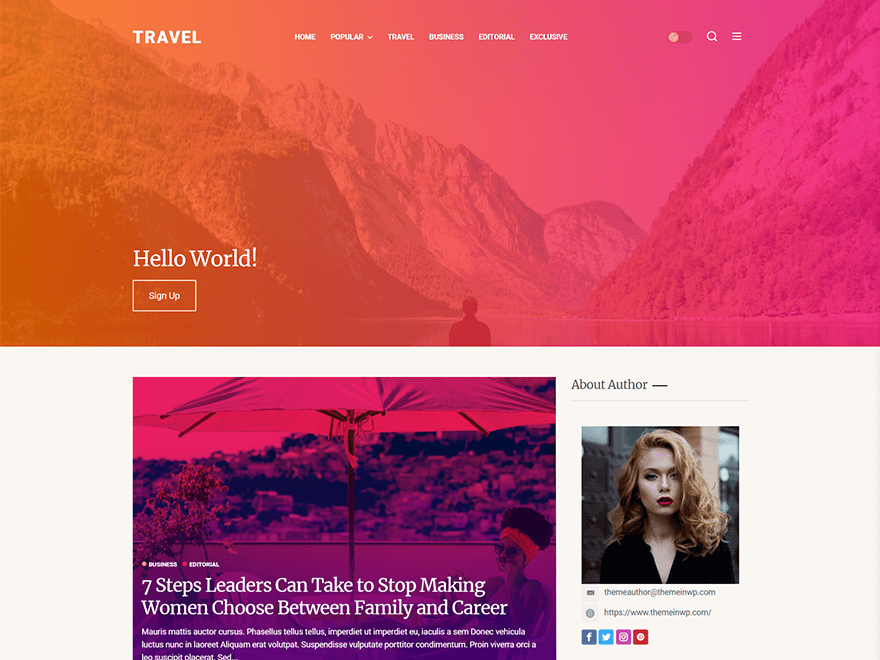 TRAVEL
HOME POPULAR TRAVEL BUSINESS EDITORIAL EXCLUSIVE
Hello World!
Sign Up
BUSINESS EDITORIAL
7 Steps Leaders Can Take to Stop Making
Women Choose Between Family and Career
Mauris mattis auctor cursus. Phasellus tellus tellus, imperdiet ut imperdiet eu, iaculis a sem Donec vehicula
luctus nunc in laoreet Aliquam erat volutpat. Suspendisse vulputate porttitor condimentum. Proin viverra orci a
leo suscipit placerat. Sed...
About Author
themeauthor@themeinwp.com
https://www.themeinwp.com/